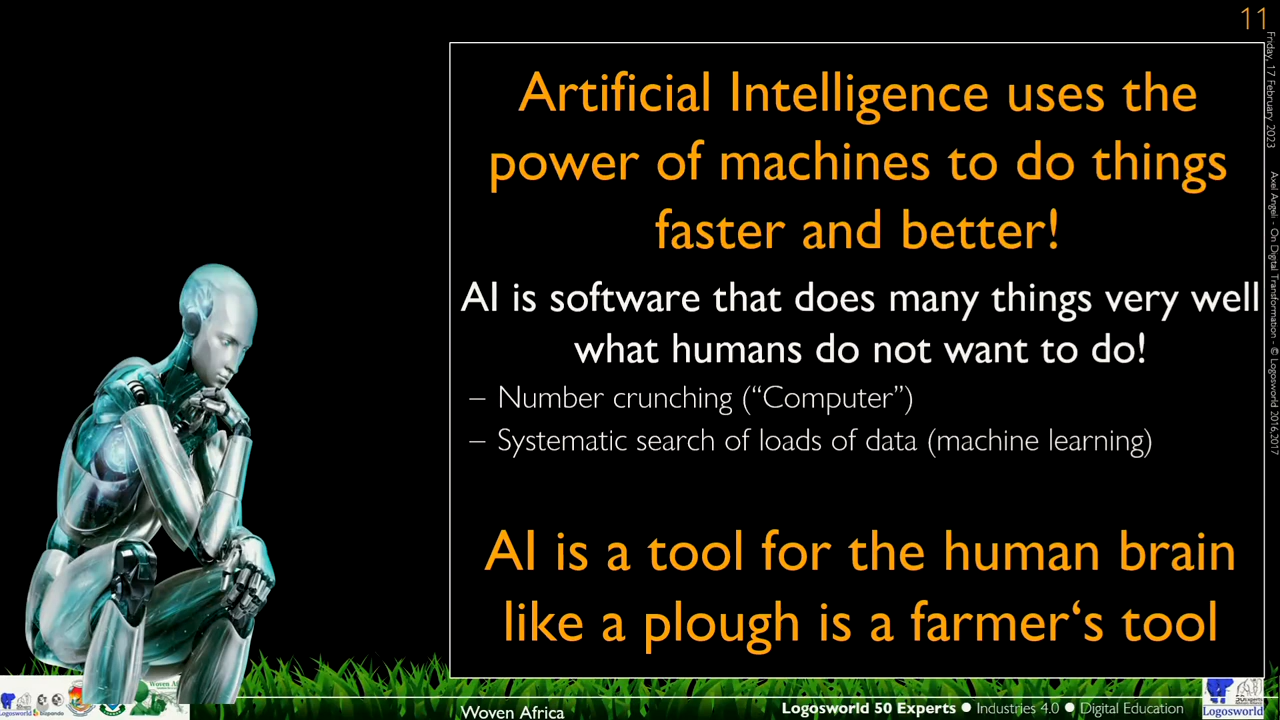 11
Friday, 17 February 2023
Axel Angeli - On Digital Transformation - © Logosworld 2016,2017
Artificial Intelligence uses the
power of machines to do things
faster and better!
AI is software that does many things very well
what humans do not want to do!
– Number crunching (“Computer”)
– Systematic search of loads of data (machine learning)
AI is a tool for the human brain
like a plough is a farmer‘s tool
Logosworld
Woven Africa
Woven Africa
Logosworld 50 Experts ● Industries 4.0 ● Digital Education
Logosworld